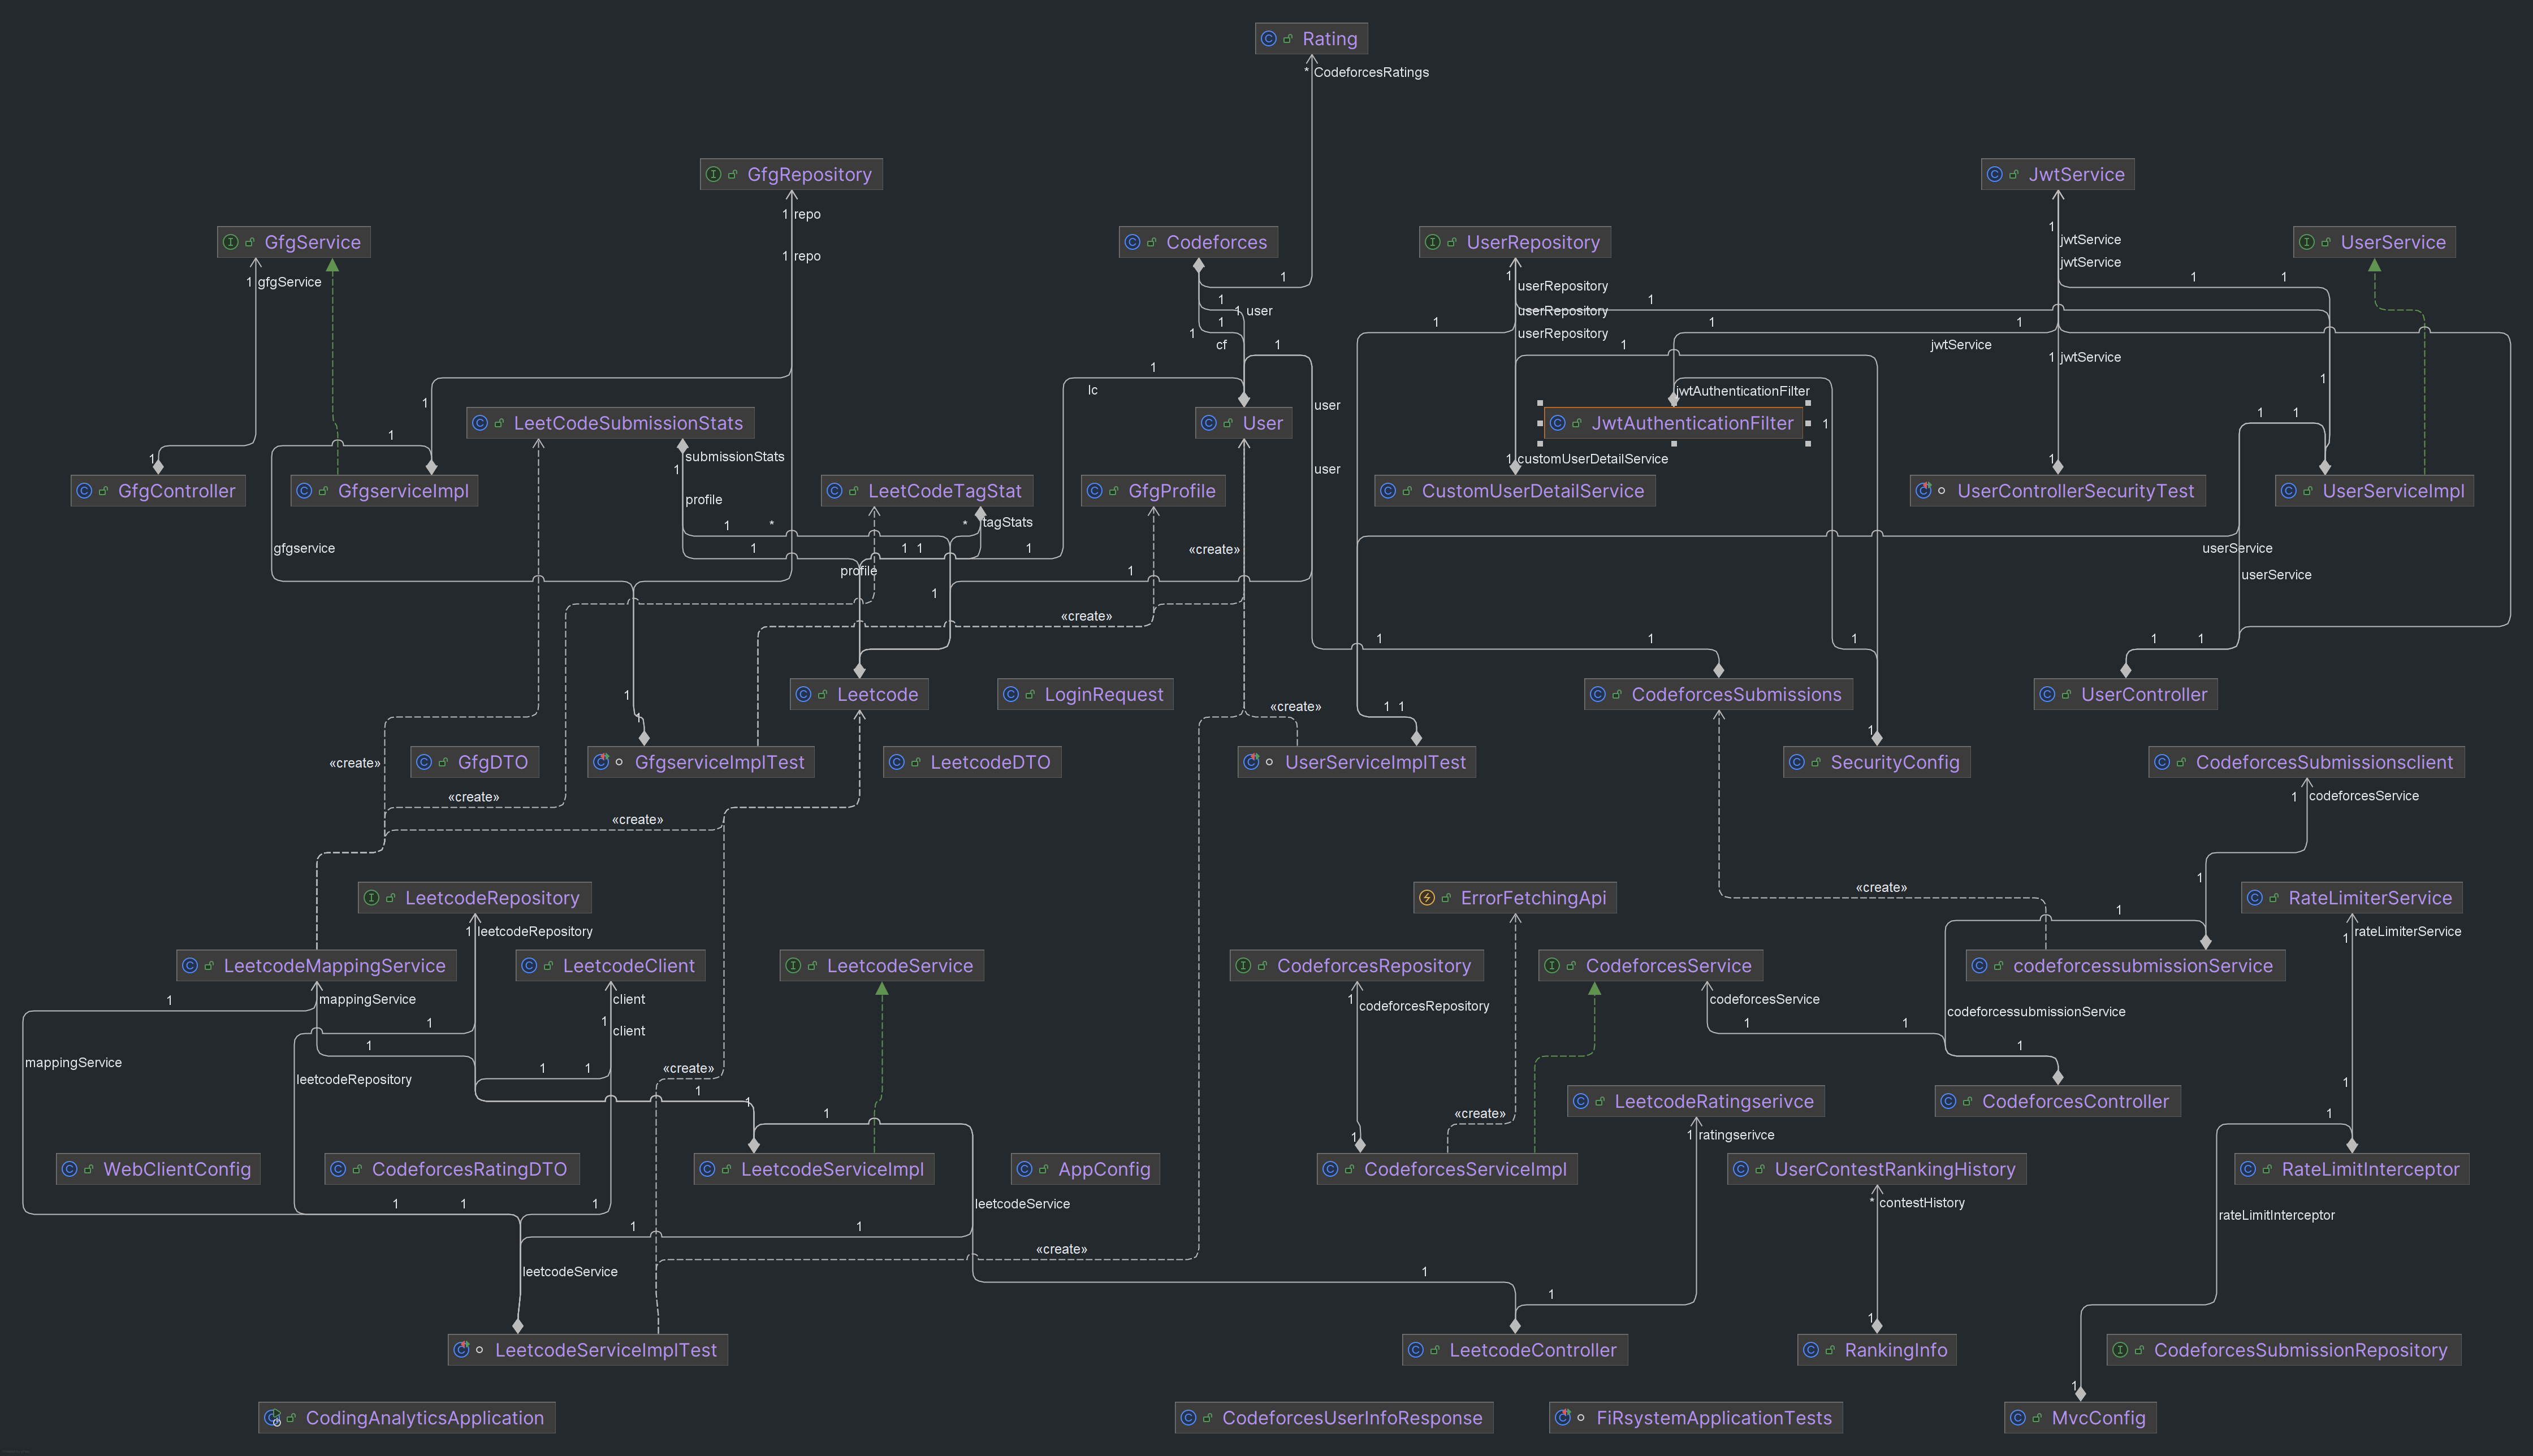 Rating
* CodeforcesRatings
GfgRepository
JwtService
1 repo
GfgService
Codeforces
UserRepository
UserService
1
jwtService
1 repo
jwtService
1 gfgService
1
1
userRepository
1
1
1
1 user
userRepository
1
1
1
cf
userRepository
1
1
1
1
jwtService
1
1
1 jwtService
1
lc
jwtAuthenticationFilter
1
1
user
LeetCodeSubmissionStats
User
JwtAuthenticationFilter
1
1
1
1
submissionStats
1 customUserDetailService
1
1
1
user
GfgController
GfgserviceImpl
profile
LeetCodeTagStat
GfgProfile
CustomUserDetailService
UserControllerSecurityTest
UserServiceImpl
1
*
*
tagStats
gfgservice
1
1
1
1
«create»
userService
profile
1
userService
1
«create»
1
1
1
1
1
1
Leetcode
LoginRequest
CodeforcesSubmissions
UserController
1
1
«create»
1
1
1
«create»
GfgDTO
GfgserviceImplTest
LeetcodeDTO
UserServiceImplTest
SecurityConfig
CodeforcesSubmissionsclient
«create»
1
codeforcesService
«create»
«create»
1
LeetcodeRepository
ErrorFetchingApi
RateLimiterService
1 leetcodeRepository
1
1
rateLimiterService
LeetcodeMappingService
LeetcodeClient
LeetcodeService
CodeforcesRepository
CodeforcesService
codeforcessubmissionService
1
mappingService
client
1
codeforcesRepository
codeforcesService
codeforcessubmissionService
1
1
client
1
1
1
1
mappingService
1
1
«create»
leetcodeRepository
1
1
1
1
«create»
LeetcodeRatingserivce
CodeforcesController
1
1
1 ratingserivce
WebClientConfig
CodeforcesRatingDTO
LeetcodeServiceImpl
AppConfig
CodeforcesServiceImpl
UserContestRankingHistory
RateLimitInterceptor
1
1
1
leetcodeService
* contestHistory
rateLimitInterceptor
1
1
«create»
leetcodeService
1
1
1
LeetcodeServiceImplTest
LeetcodeController
RankingInfo
CodeforcesSubmissionRepository
1
CodingAnalyticsApplication
CodeforcesUserInfoResponse
FiRsystemApplicationTests
MvcConfig